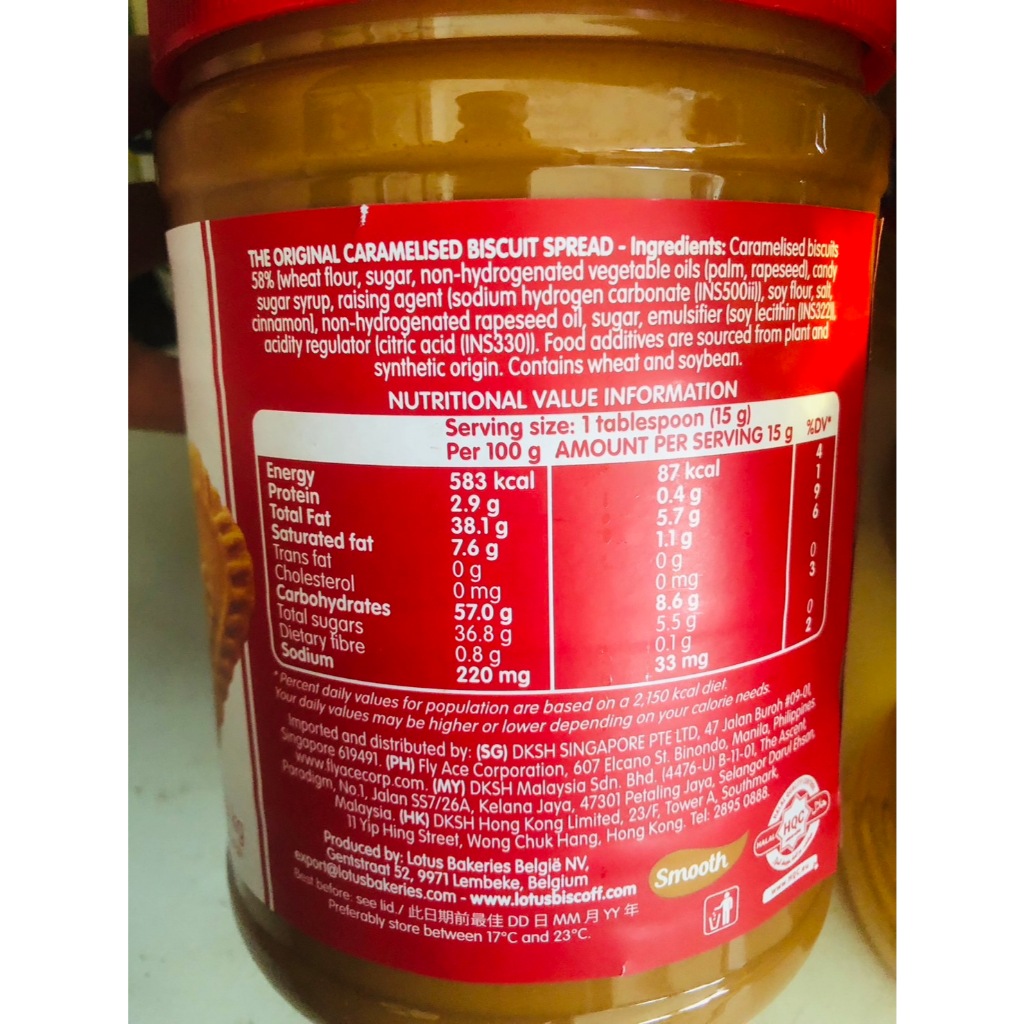 THE ORIGINAL CARAMELISED BISCUIT SPREAD - Ingredients: Caramelised biscuits
58% (wheat flour, sugar, non-hydrogenated vegetable oils (palm, rapeseed), candy
sugar syrup, raising agent (sodium hydrogen carbonate (INS500ii)), soy flour, salt,
cinnamon), non-hydrogenated rapeseed oil, sugar, emulsifier (soy lecithin (INS322)),
acidity regulator (citric acid (INS330)). Food additives are sourced from plant and
synthetic origin. Contains wheat and soybean.
NUTRITIONAL VALUE INFORMATION
Serving size: 1 tablespoon (15 g)
Per 100 g AMOUNT PER SERVING 15 g %DV*
Energy 583 kcal 87 kcal 4
Protein 2.9 g 0.4 g 1
Total Fat 38.1 g 5.7 g 9
Saturated fat 7.6 g 1.1 g 6
Trans fat 0 g 0 g
Cholesterol 0 mg 0 mg 0
Carbohydrates 57.0 g 8.6 g 3
Total sugars 36.8 g 5.5 g
Dietary fibre 0.8 g 0.1 g 0
Sodium 220 mg 33 mg 2
*Percent daily values for population are based on a 2,150 kcal diet.
Your daily values may be higher or lower depending on your calorie needs.
Imported and distributed by: (SG) DKSH SINGAPORE PTE LTD, 47 Jalan Buroh #09-01,
Singapore 619491. (PH) Fly Ace Corporation, 607 Elcano St. Binondo, Manila, Philippines
www.flyacecorp.com. (MY) DKSH Malaysia Sdn. Bhd. (4476-U) B-11-01, The Ascent,
Paradigm, No.1, Jalan SS7/26A, Kelana Jaya, 47301 Petaling Jaya, Selangor Darul Ehsan,
Malaysia. (HK) DKSH Hong Kong Limited, 23/F, Tower A, Southmark,
11 Yip Hing Street, Wong Chuk Hang, Hong Kong. Tel: 2895 0888.
Produced by: Lotus Bakeries België NV,
Gentstraat 52, 9971 Lembeke, Belgium
export@lotusbakeries.com - www.lotusbiscoff.com
Best before: see lid./ 此日期前最佳 DD 日 MM 月 YY 年
Preferably store between 17°C and 23°C.
Smooth
HALAL
HQC